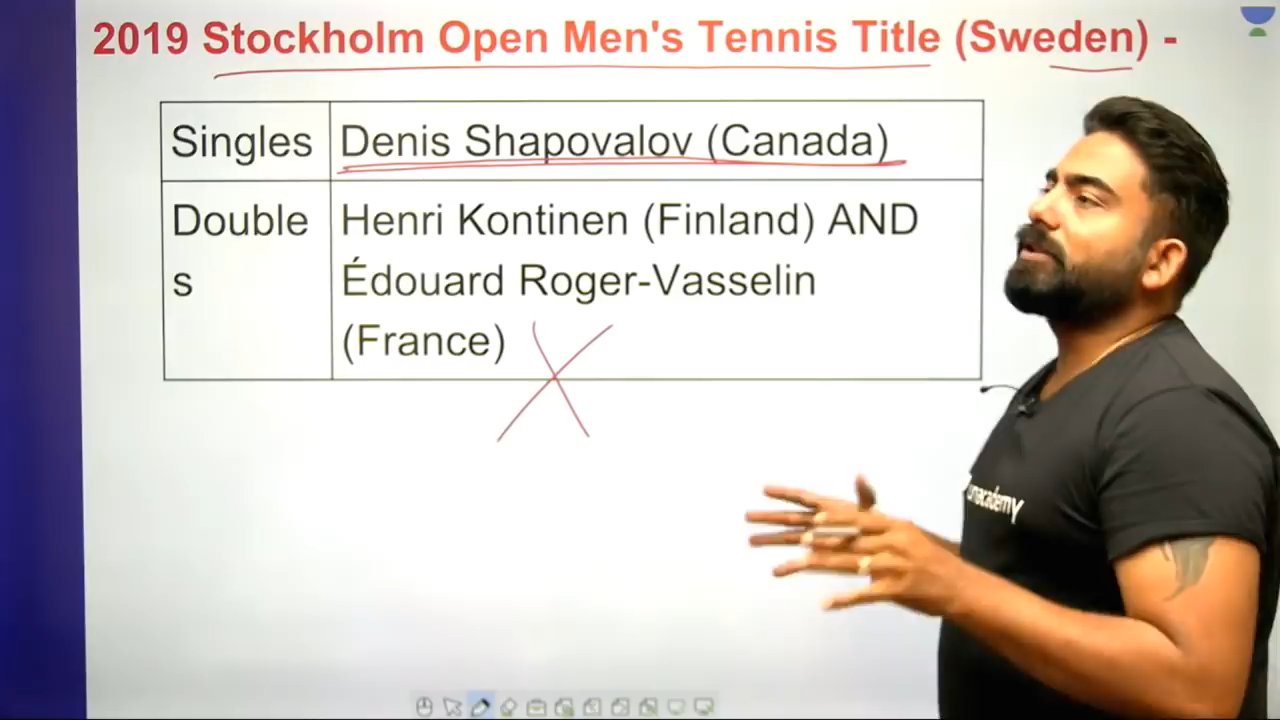 2019 Stockholm Open Men's Tennis Title (Sweden) -
Singles
Denis Shapovalov (Canada)
Double
s
Henri Kontinen (Finland) AND
Édouard Roger-Vasselin
(France)
unacademy